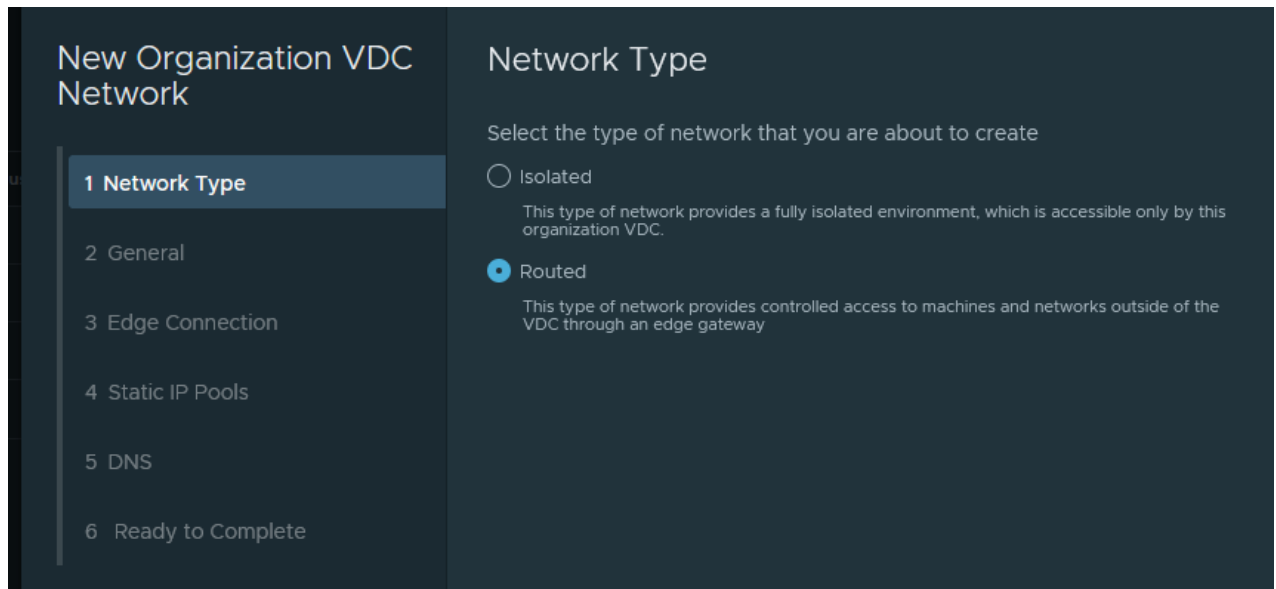 New Organization VDC
Network
1 Network Type
2 General
3 Edge Connection
4 Static IP Pools
5 DNS
6 Ready to Complete
Network Type
Select the type of network that you are about to create
Isolated
This type of network provides a fully isolated environment, which is accessible only by this
organization VDC.
Routed
This type of network provides controlled access to machines and networks outside of the
VDC through an edge gateway